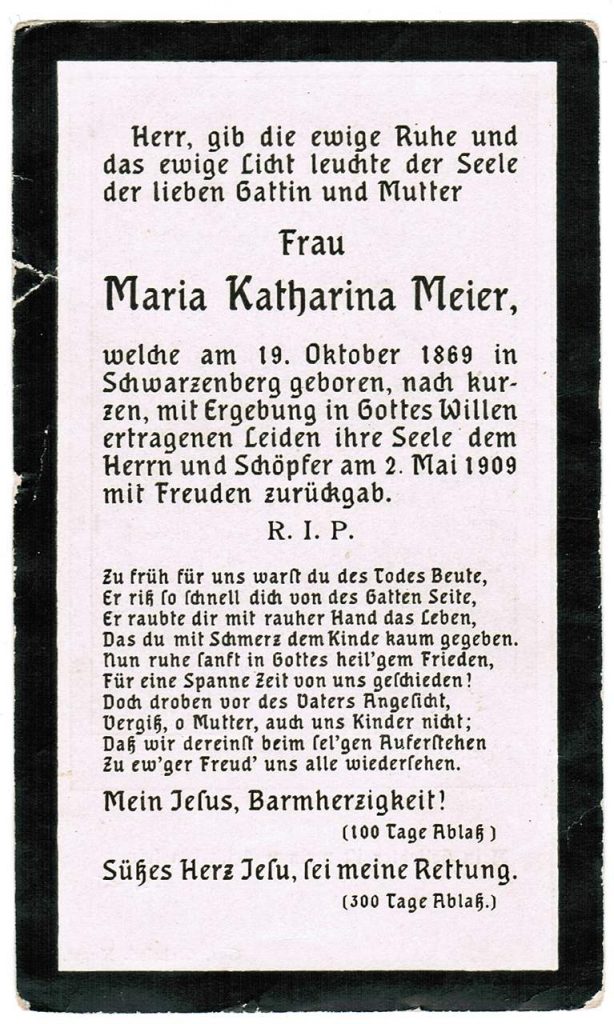 Herr, gib die ewige Ruhe und
das ewige Licht leuchte der Seele
der lieben Gattin und Mutter
Frau
Maria Katharina Meier,
welche am 19. Oktober 1869 in
Schwarzenberg geboren, nach kur-
zen, mit Ergebung in Gottes Willen
ertragenen Leiden ihre Seele dem
Herrn und Schöpfer am 2. Mai 1909
mit Freuden zurückgab.
R. I. P.
Zu früh für uns warſt du des Todes Beute,
Er riß ſo ſchnell dich von des Gatten Seite,
Er raubte dir mit rauher Hand das Leben,
Das du mit Schmerz dem Kinde kaum gegeben.
Nun ruhe ſanft in Gottes heil'gem Frieden,
Für eine Spanne Zeit von uns geſchieden!
Doch droben vor des Vaters Angeſicht,
Vergiß, o Mutter, auch uns Kinder nicht;
Daß wir dereinſt beim ſel'gen Auferſtehen
Zu ew'ger Freud' uns alle wiederſehen.
Mein Jeſus, Barmherzigkeit!
(100 Tage Ablaß)
Süßes Herz Jeſu, ſei meine Rettung.
(300 Tage Ablaß.)